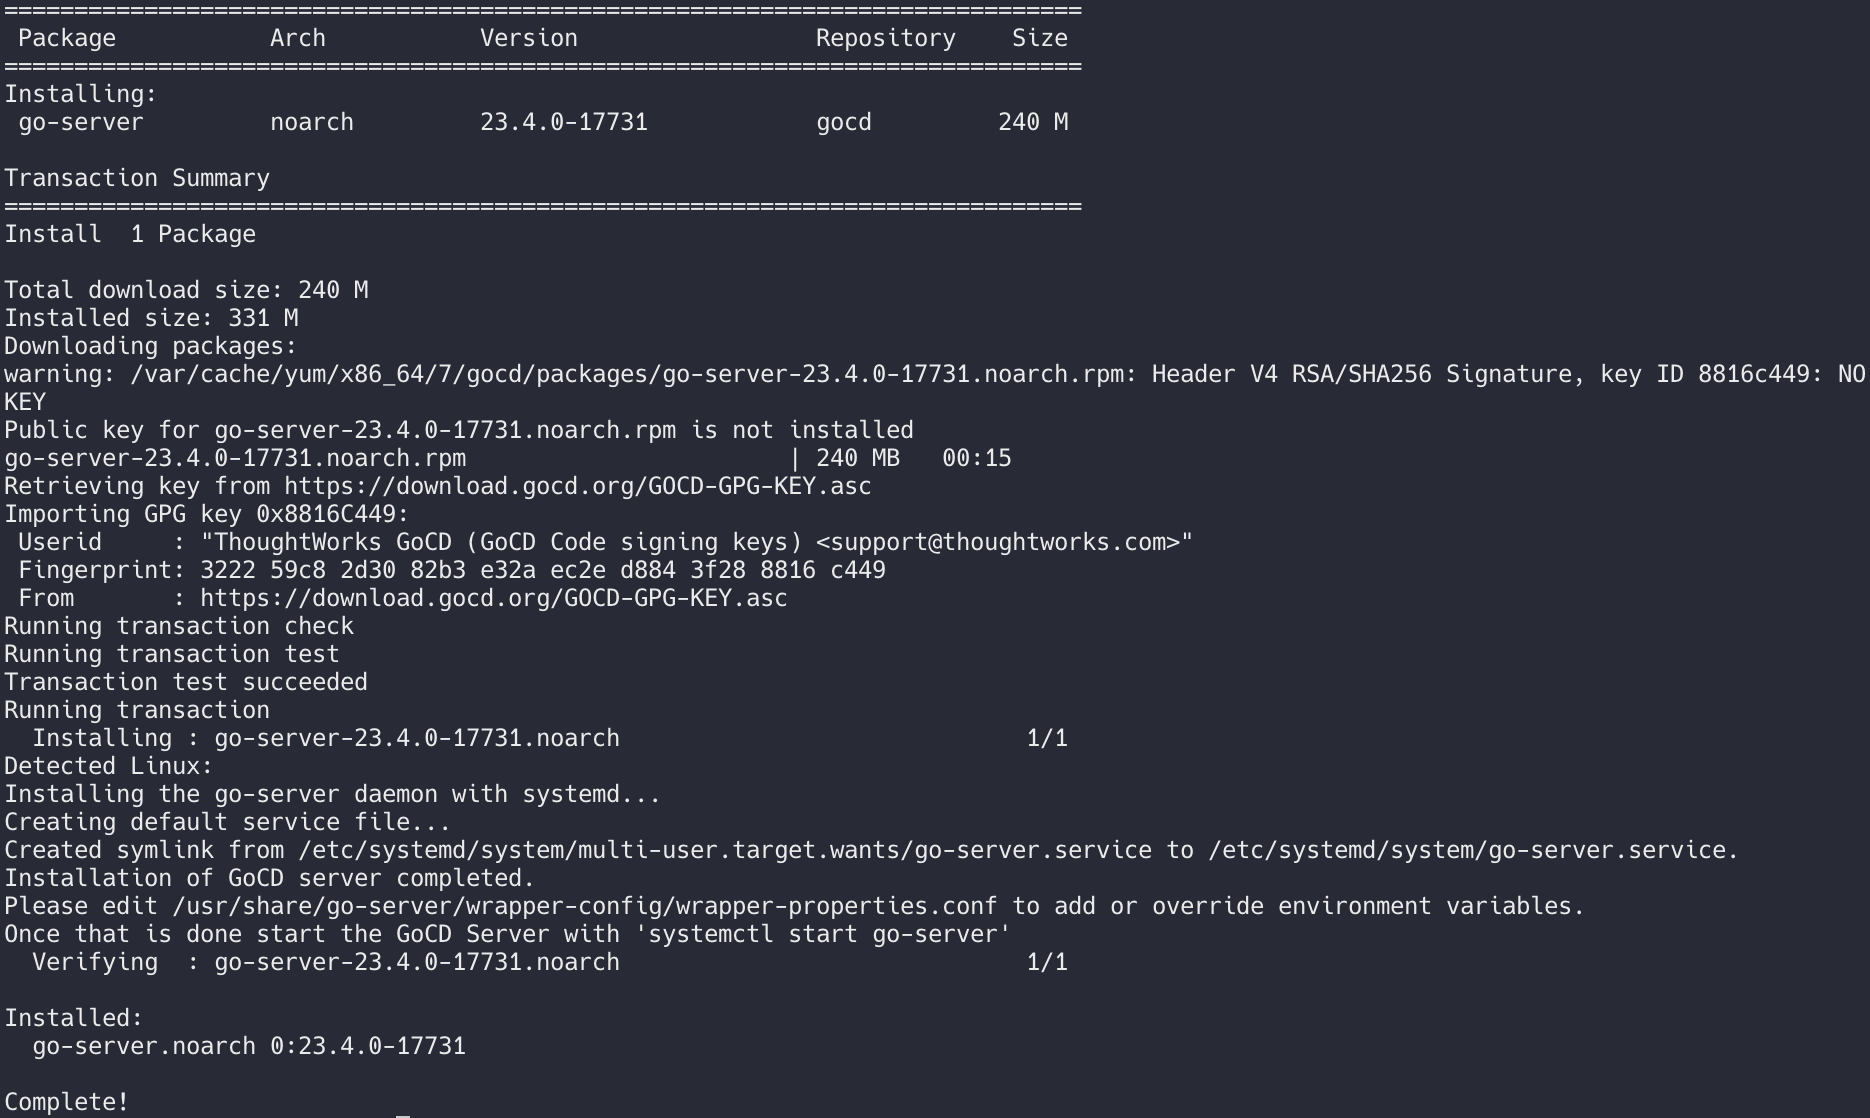 =============================================================================
 Package           Arch           Version                 Repository    Size
=============================================================================
Installing:
 go-server         noarch         23.4.0-17731            gocd         240 M

Transaction Summary
=============================================================================
Install  1 Package

Total download size: 240 M
Installed size: 331 M
Downloading packages:
warning: /var/cache/yum/x86_64/7/gocd/packages/go-server-23.4.0-17731.noarch.rpm: Header V4 RSA/SHA256 Signature, key ID 8816c449: NO
KEY
Public key for go-server-23.4.0-17731.noarch.rpm is not installed
go-server-23.4.0-17731.noarch.rpm                       | 240 MB   00:15
Retrieving key from https://download.gocd.org/GOCD-GPG-KEY.asc
Importing GPG key 0x8816C449:
 Userid     : "ThoughtWorks GoCD (GoCD Code signing keys) <support@thoughtworks.com>"
 Fingerprint: 3222 59c8 2d30 82b3 e32a ec2e d884 3f28 8816 c449
 From       : https://download.gocd.org/GOCD-GPG-KEY.asc
Running transaction check
Running transaction test
Transaction test succeeded
Running transaction
  Installing : go-server-23.4.0-17731.noarch                             1/1
Detected Linux:
Installing the go-server daemon with systemd...
Creating default service file...
Created symlink from /etc/systemd/system/multi-user.target.wants/go-server.service to /etc/systemd/system/go-server.service.
Installation of GoCD server completed.
Please edit /usr/share/go-server/wrapper-config/wrapper-properties.conf to add or override environment variables.
Once that is done start the GoCD Server with 'systemctl start go-server'
  Verifying  : go-server-23.4.0-17731.noarch                             1/1

Installed:
  go-server.noarch 0:23.4.0-17731

Complete!